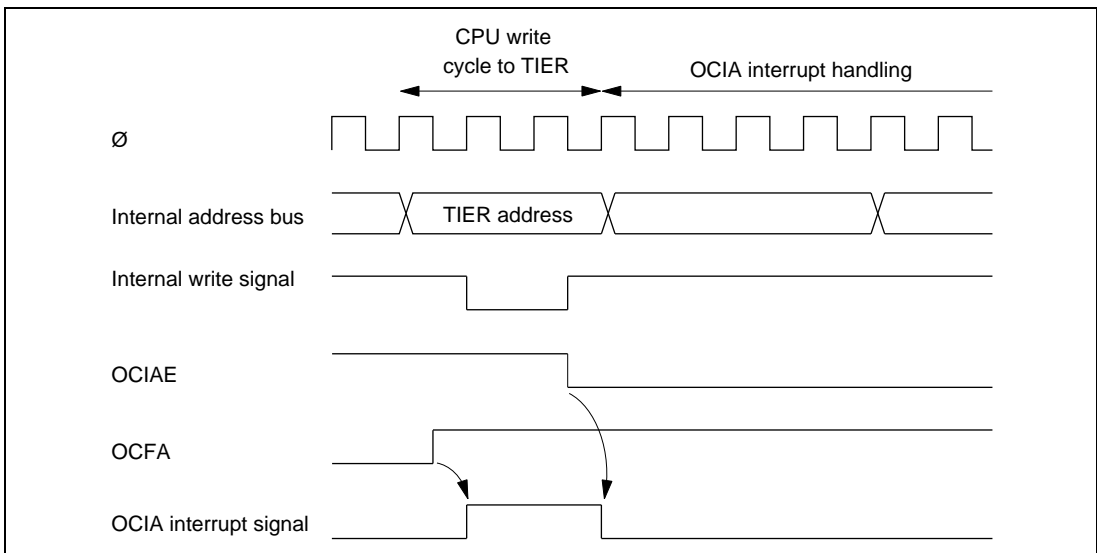 CPU write
cycle to TIER
OCIA interrupt handling
Ø
Internal address bus
TIER address
Internal write signal
OCIAE
OCFA
OCIA interrupt signal